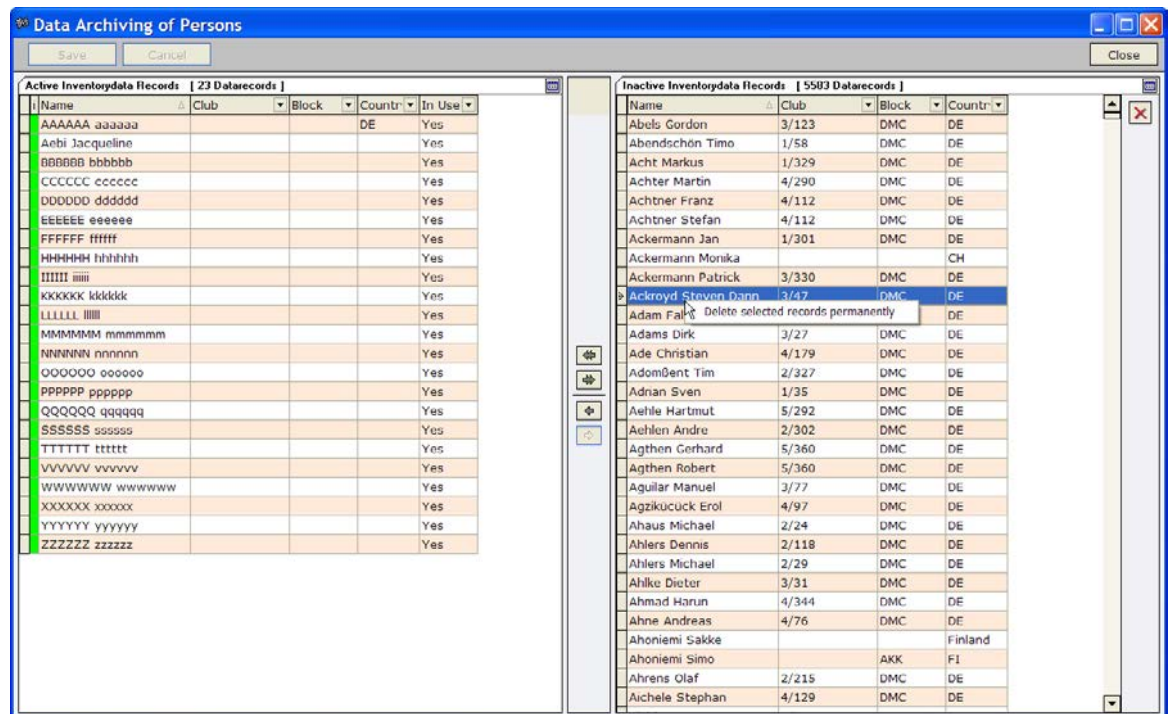 Data Archiving of Persons
Save Cancel Close
Active Inventorydata Records [ 23 Datarecords ]
i Name Club Block Countr In Use
AAAAAA aaaaaa DE Yes
Aebi Jacqueline Yes
BBBBBB bbbbbb Yes
CCCCCC cccccc Yes
DDDDDD dddddd Yes
EEEEEE eeeeee Yes
FFFFFF ffffff Yes
HHHHHH hhhhhh Yes
IIIIII iiiiii Yes
KKKKKK kkkkkk Yes
LLLLLL llllll Yes
MMMMMM mmmmmm Yes
NNNNNN nnnnnn Yes
OOOOOO oooooo Yes
PPPPPP pppppp Yes
QQQQQQ qqqqqq Yes
SSSSSS ssssss Yes
TTTTTT tttttt Yes
VVVVVV vvvvvv Yes
WWWWWW wwwwww Yes
XXXXXX xxxxxx Yes
YYYYYY yyyyyy Yes
ZZZZZZ zzzzzz Yes
Inactive Inventorydata Records [ 5503 Datarecords ]
Name Club Block Countr
Abels Gordon 3/123 DMC DE
Abendschön Timo 1/58 DMC DE
Acht Markus 1/329 DMC DE
Achter Martin 4/290 DMC DE
Achtner Franz 4/112 DMC DE
Achtner Stefan 4/112 DMC DE
Ackermann Jan 1/301 DMC DE
Ackermann Monika CH
Ackermann Patrick 3/330 DMC DE
Ackroyd Steven Dann 3/47 DMC DE
Adam DE
Delete selected records permanently
Adams Dirk 3/27 DMC DE
Ade Christian 4/179 DMC DE
Adomßent Tim 2/327 DMC DE
Adnan Sven 1/35 DMC DE
Aehle Hartmut 5/292 DMC DE
Aehlen Andre 2/302 DMC DE
Agthen Gerhard 5/360 DMC DE
Agthen Robert 5/360 DMC DE
Aguilar Manuel 3/77 DMC DE
Agzikücück Erol 4/97 DMC DE
Ahaus Michael 2/24 DMC DE
Ahlers Dennis 2/118 DMC DE
Ahlers Michael 2/29 DMC DE
Ahlke Dieter 3/31 DMC DE
Ahmad Harun 4/344 DMC DE
Ahne Andreas 4/76 DMC DE
Ahoniemi Sakke Finland
Ahoniemi Simo AKK FI
Ahrens Olaf 2/215 DMC DE
Aichele Stephan 4/129 DMC DE